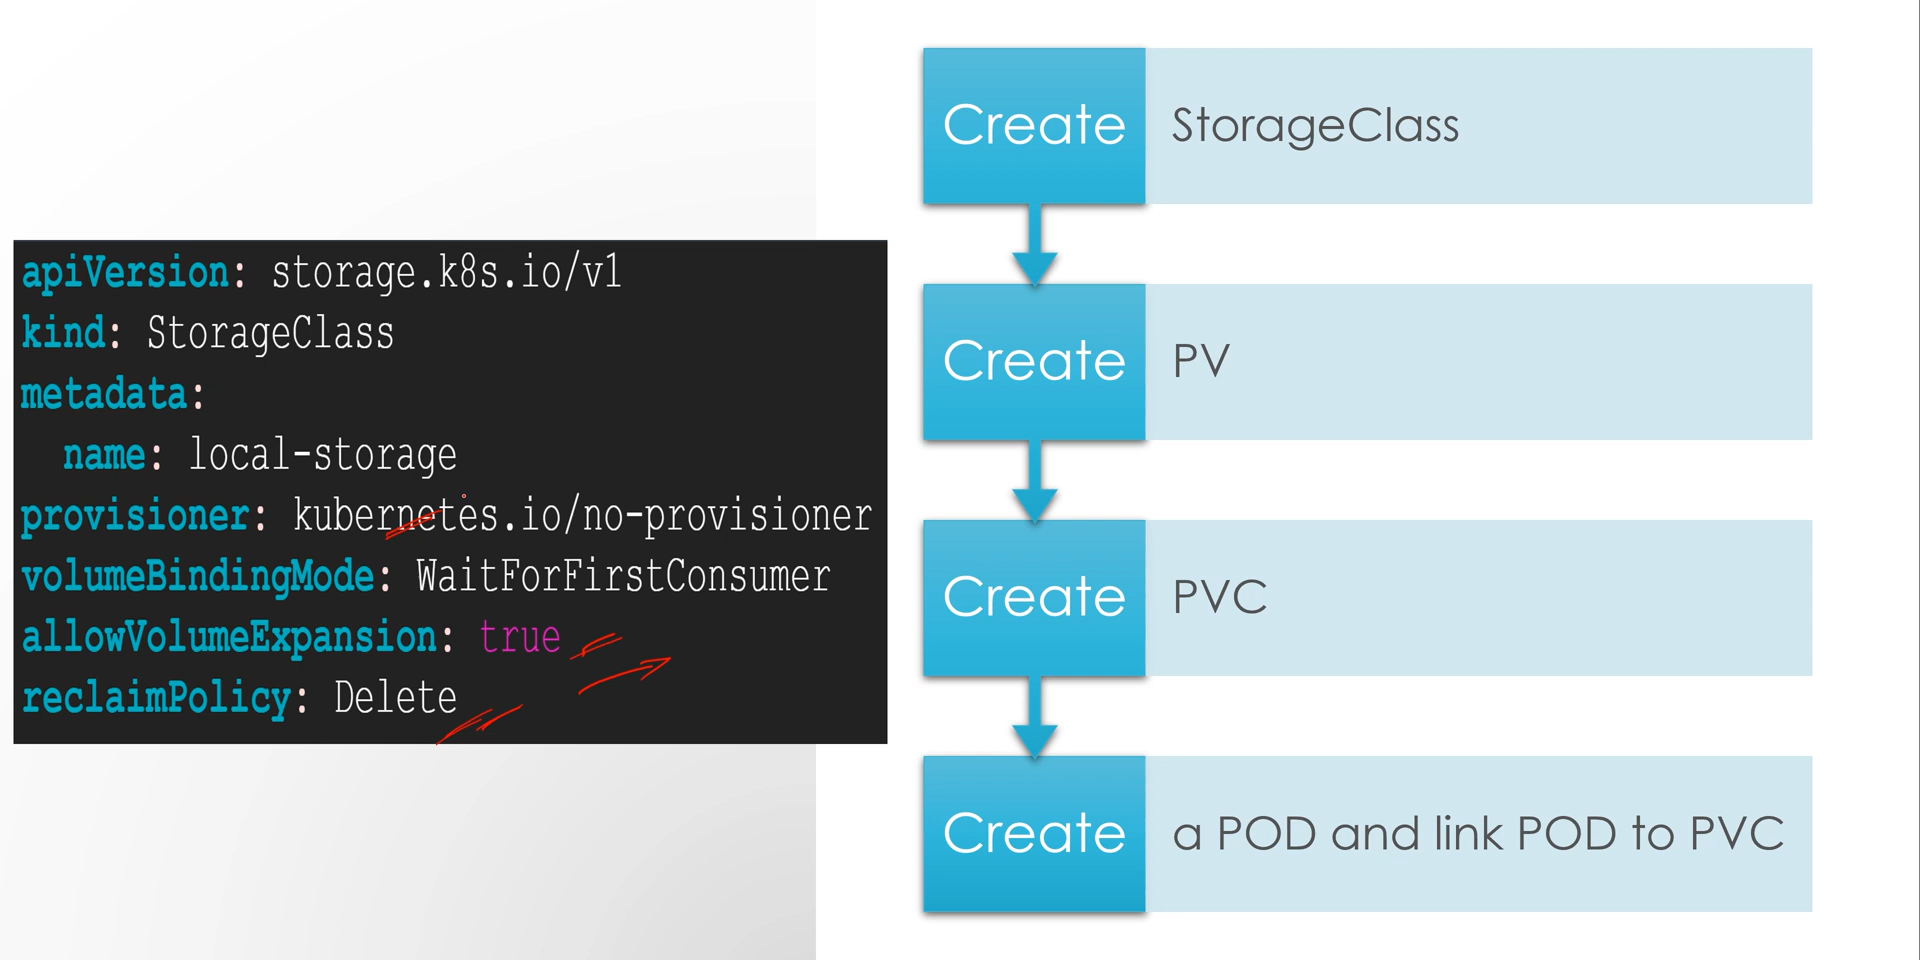 apiVersion: storage.k8s.io/v1
kind: StorageClass
metadata:
  name: local-storage
provisioner: kubernetes.io/no-provisioner
volumeBindingMode: WaitForFirstConsumer
allowVolumeExpansion: true
reclaimPolicy: Delete
Create StorageClass
Create PV
Create PVC
Create a POD and link POD to PVC